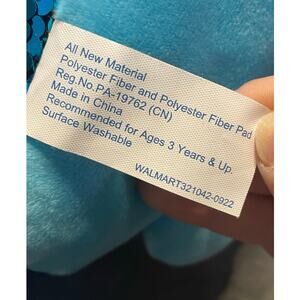 All New Material
Polyester Fiber and Polyester Fiber Pad
Reg.No.PA-19762 (CN)
Made in China
Recommended for Ages 3 Years & Up.
Surface Washable
WALMART321042-0922